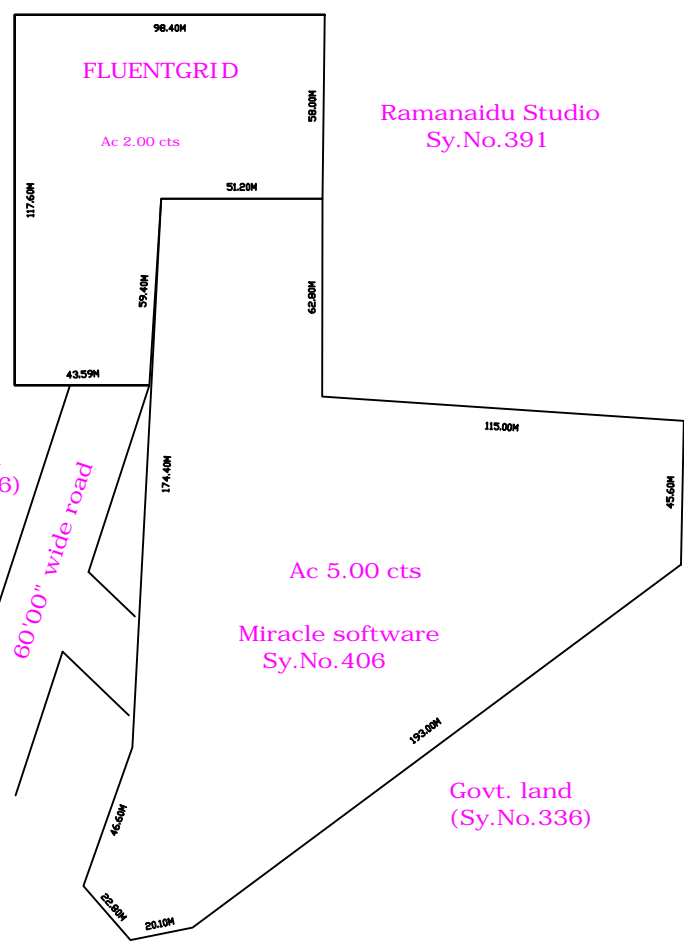 98.40M
FLUENTGRID
58.00M
Ramanaidu Studio
Sy.No.391
Ac 2.00 cts
51.20M
117.60M
59.40M
62.80M
43.59M
115.00M
174.40M
6)
45.60M
60'00" wide road
Ac 5.00 cts
Miracle software
Sy.No.406
193.00M
Govt. land
(Sy.No.336)
46.60M
22.80M
20.10M